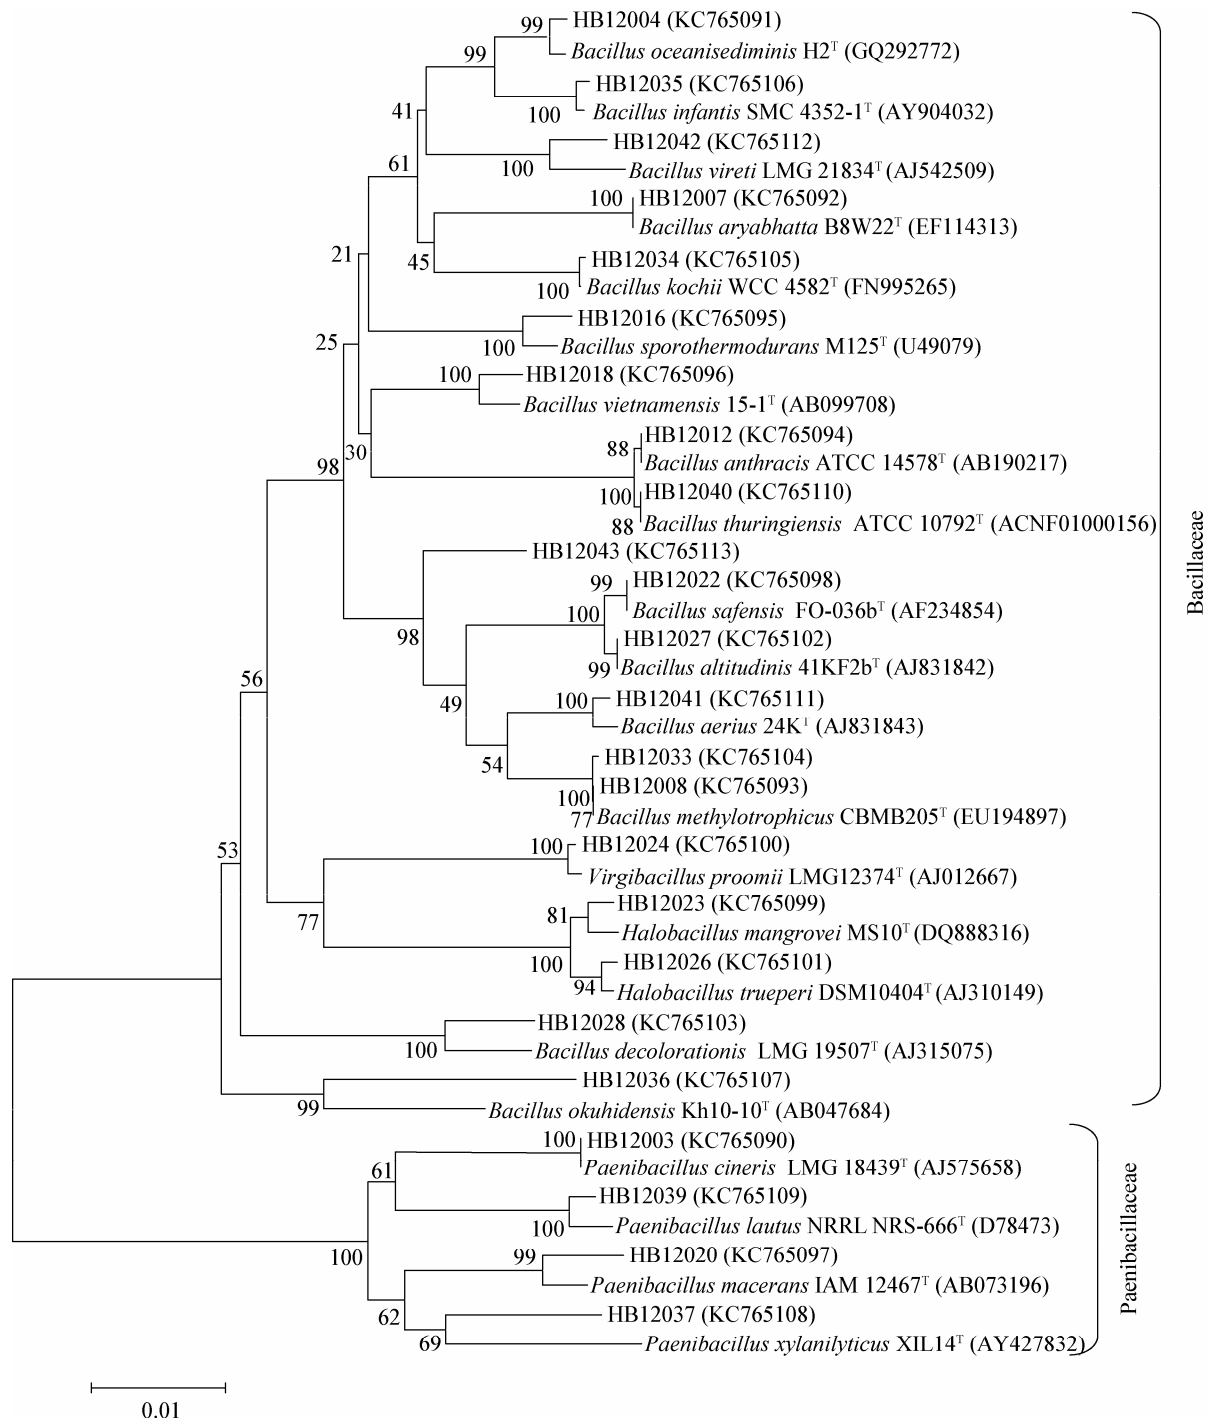 99
HB12004 (KC765091)
99
Bacillus oceanisediminis H2ᵀ (GQ292772)
HB12035 (KC765106)
41
100
Bacillus infantis SMC 4352-1ᵀ (AY904032)
HB12042 (KC765112)
61
100
Bacillus vireti LMG 21834ᵀ (AJ542509)
100
HB12007 (KC765092)
Bacillus aryabhatta B8W22ᵀ (EF114313)
21
45
HB12034 (KC765105)
100
Bacillus kochii WCC 4582ᵀ (FN995265)
HB12016 (KC765095)
25
100
Bacillus sporothermodurans M125ᵀ (U49079)
100
HB12018 (KC765096)
Bacillus vietnamensis 15-1ᵀ (AB099708)
HB12012 (KC765094)
98
30
88
Bacillus anthracis ATCC 14578ᵀ (AB190217)
100
HB12040 (KC765110)
88
Bacillus thuringiensis ATCC 10792ᵀ (ACNF01000156)
HB12043 (KC765113)
99
HB12022 (KC765098)
100
Bacillus safensis FO-036bᵀ (AF234854)
98
HB12027 (KC765102)
99
Bacillus altitudinis 41KF2bᵀ (AJ831842)
56
49
100
HB12041 (KC765111)
Bacillus aerius 24Kᵀ (AJ831843)
54
HB12033 (KC765104)
100
HB12008 (KC765093)
77
Bacillus methylotrophicus CBMB205ᵀ (EU194897)
53
100
HB12024 (KC765100)
Virgibacillus proomii LMG12374ᵀ (AJ012667)
77
81
HB12023 (KC765099)
Halobacillus mangrovei MS10ᵀ (DQ888316)
100
HB12026 (KC765101)
94
Halobacillus trueperi DSM10404ᵀ (AJ310149)
HB12028 (KC765103)
100
Bacillus decolorationis LMG 19507ᵀ (AJ315075)
HB12036 (KC765107)
99
Bacillus okuhidensis Kh10-10ᵀ (AB047684)
Bacillaceae
100
HB12003 (KC765090)
61
Paenibacillus cineris LMG 18439ᵀ (AJ575658)
HB12039 (KC765109)
100
Paenibacillus lautus NRRL NRS-666ᵀ (D78473)
100
99
HB12020 (KC765097)
Paenibacillus macerans IAM 12467ᵀ (AB073196)
62
HB12037 (KC765108)
69
Paenibacillus xylanilyticus XIL14ᵀ (AY427832)
Paenibacillaceae
0.01